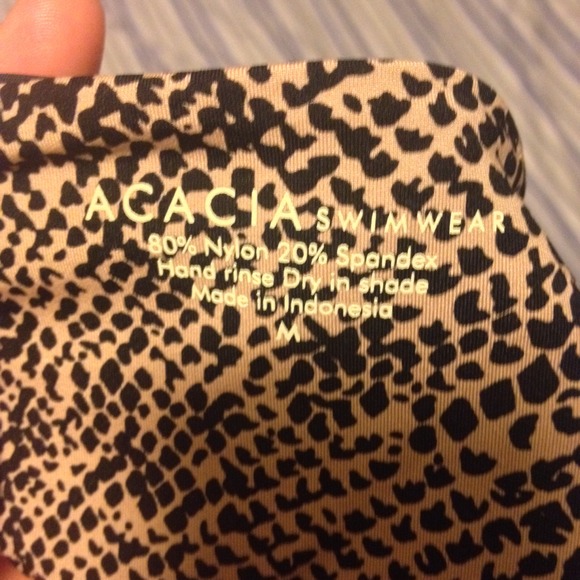 ACACIA SWIMWEAR
80% Nylon 20% Spandex
Hand rinse Dry in shade
Made in Indonesia
M